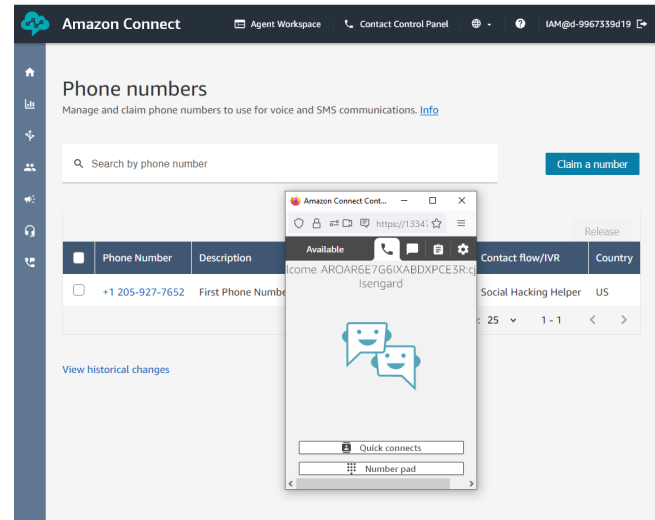 Amazon Connect
Agent Workspace
Contact Control Panel
IAM@d-9967339d19
Phone numbers
Manage and claim phone numbers to use for voice and SMS communications. Info
Search by phone number
Claim a number
Amazon Connect Cont...
https://13347
Release
Available
Phone Number
Description
Contact flow/IVR
Country
lcome AROAR6E7G6IXABDXPCE3R:cj
Isengard
+1 205-927-7652
First Phone Numbe
Social Hacking Helper
US
: 25
1 - 1
View historical changes
Quick connects
Number pad